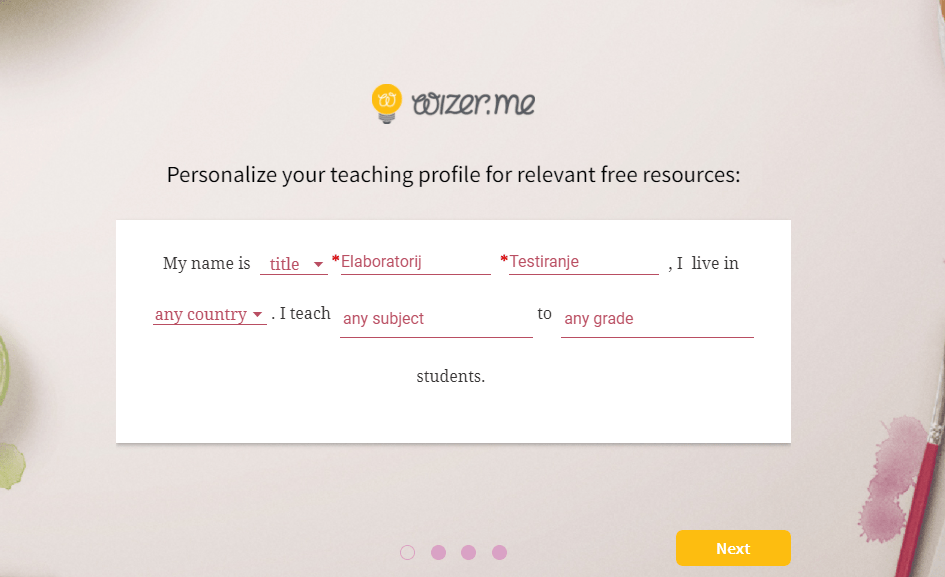 wizer.me
Personalize your teaching profile for relevant free resources:
My name is title *Elaboratorij *Testiranje , I live in
any country . I teach any subject to any grade
students.
Next